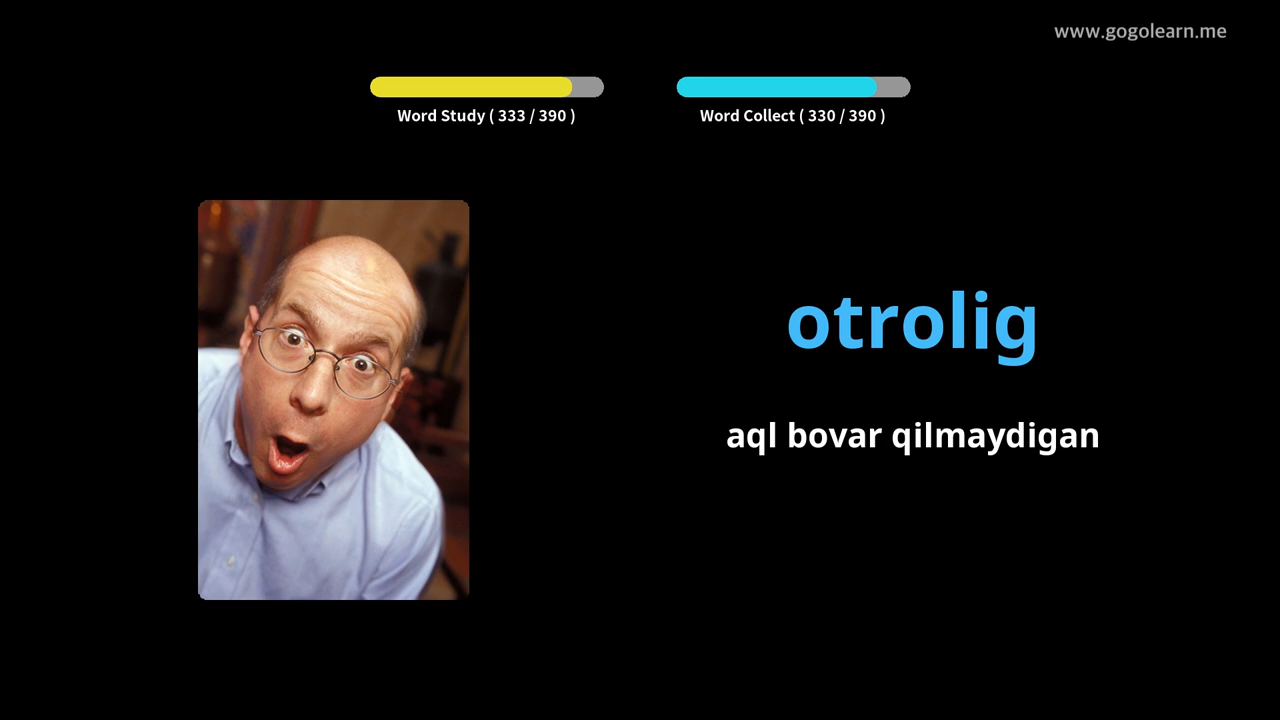 www.gogolearn.me
Word Study ( 333 / 390 )
Word Collect ( 330 / 390 )
otrolig
aql bovar qilmaydigan